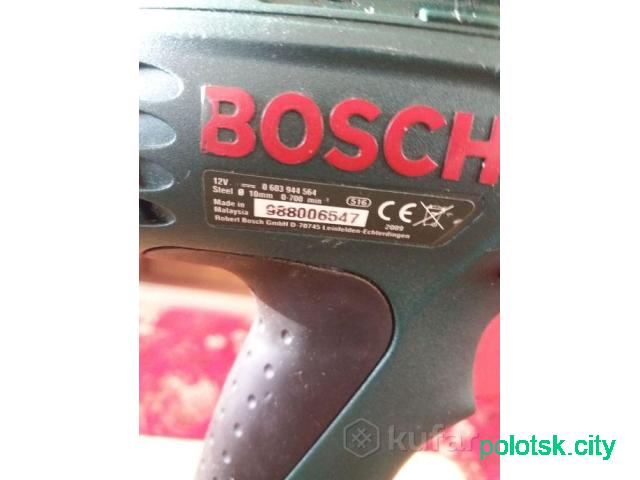 BOSCH
12V 0 603 944 564
Steel Ø 10mm 0-700 min⁻¹ S16
Made in Malaysia 988006547 CE 2009
Robert Bosch GmbH D-70745 Leinfelden-Echterdingen
kufar
polotsk.city